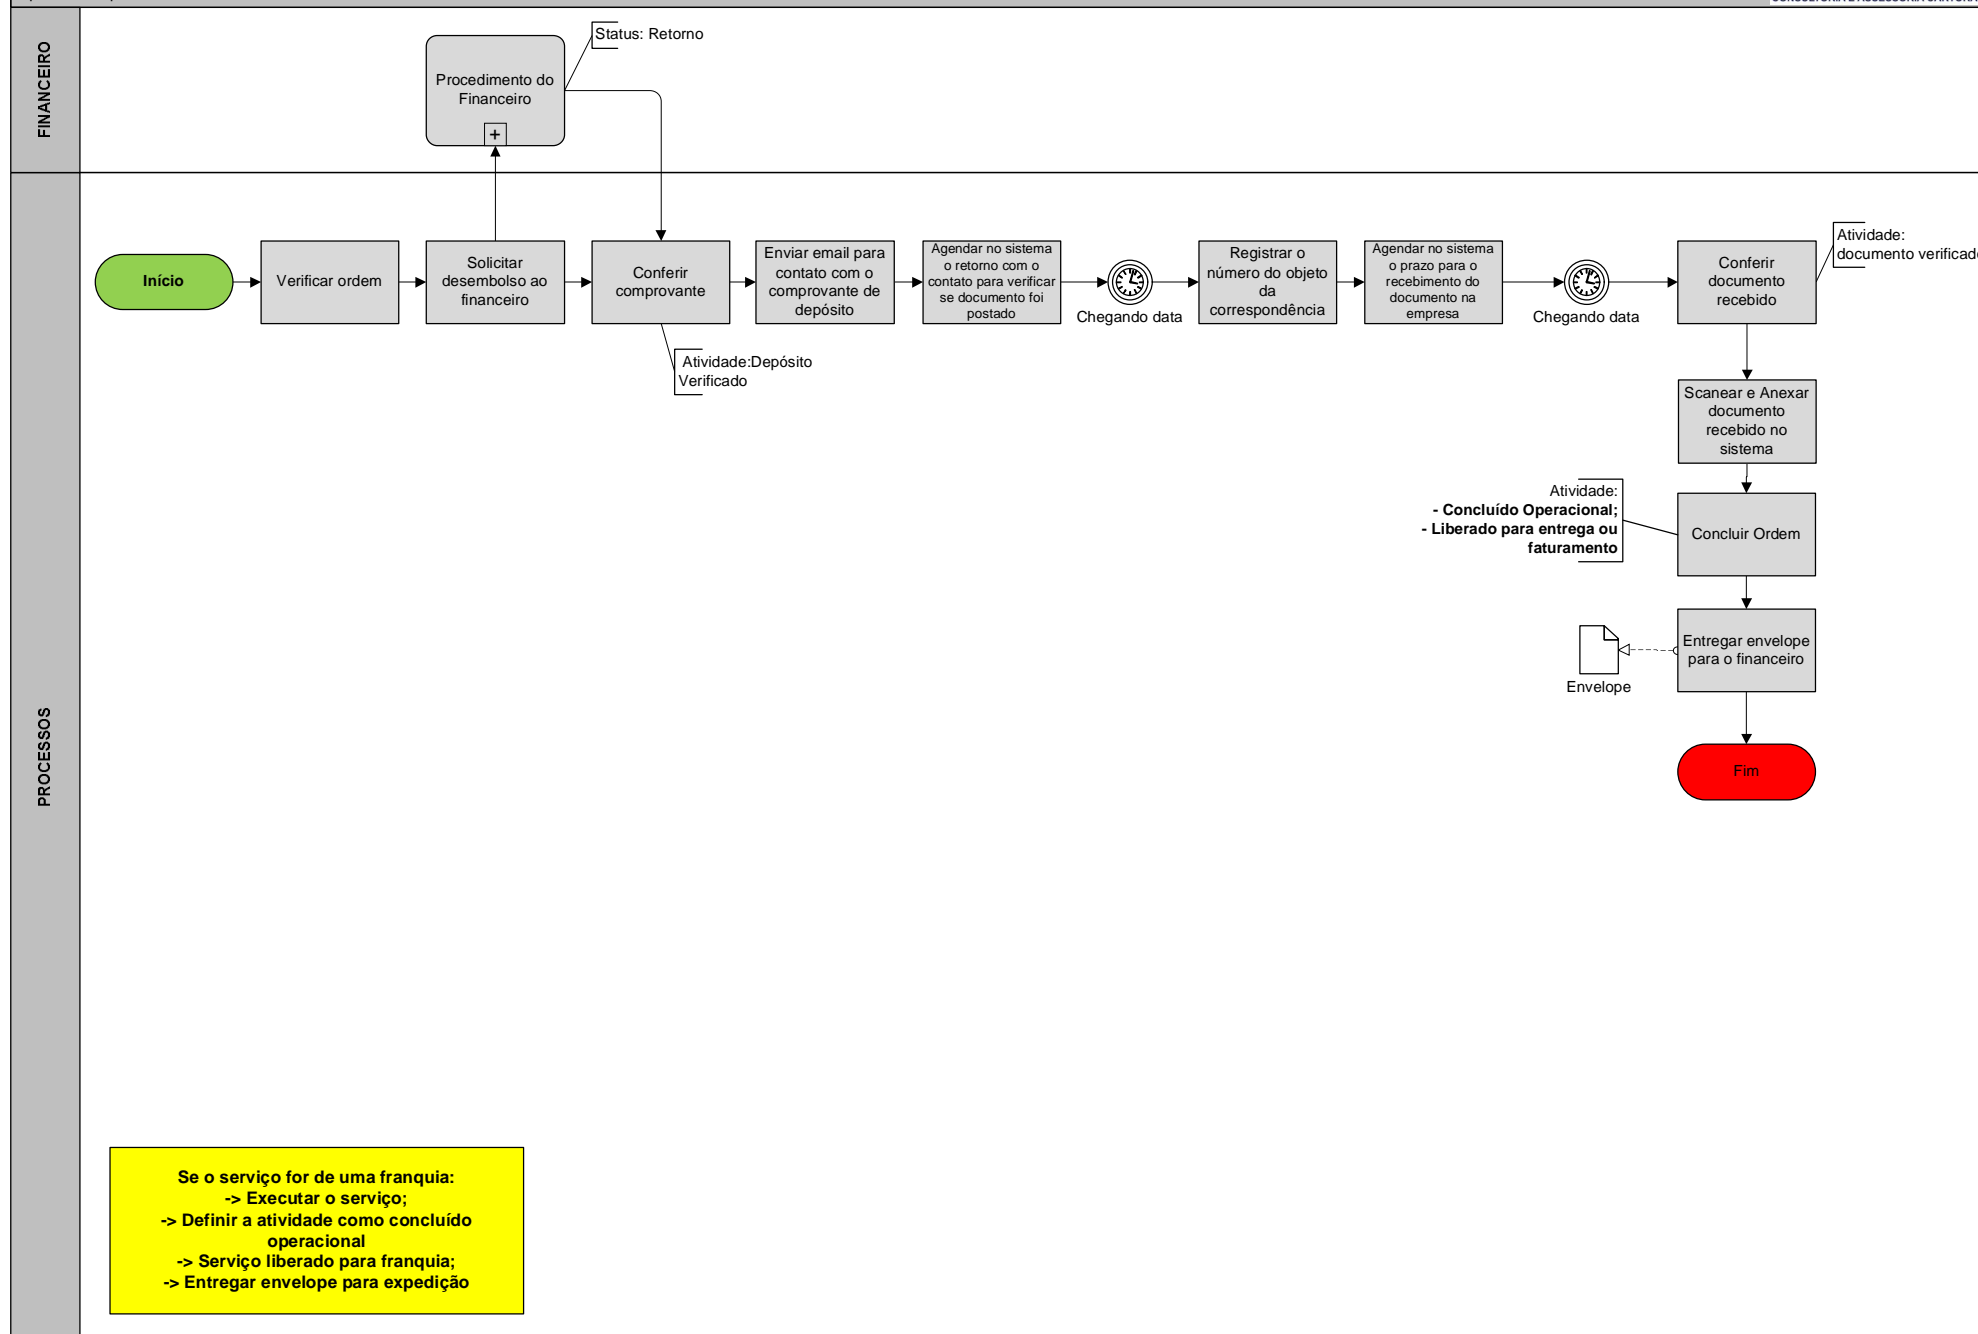 FINANCEIRO
Status: Retorno
Procedimento do
Financeiro
+
PROCESSOS
Início
Verificar ordem
Solicitar
desembolso ao
financeiro
Conferir
comprovante
Atividade:Depósito
Verificado
Enviar email para
contato com o
comprovante de
depósito
Agendar no sistema
o retorno com o
contato para verificar
se documento foi
postado
Chegando data
Registrar o
número do objeto
da
correspondência
Agendar no sistema
o prazo para o
recebimento do
documento na
empresa
Chegando data
Conferir
documento
recebido
Atividade:
documento verificado
Scanear e Anexar
documento
recebido no
sistema
Atividade:
- Concluído Operacional;
- Liberado para entrega ou
faturamento
Concluir Ordem
Entregar envelope
para o financeiro
Envelope
Fim
Se o serviço for de uma franquia:
-> Executar o serviço;
-> Definir a atividade como concluído
operacional
-> Serviço liberado para franquia;
-> Entregar envelope para expedição